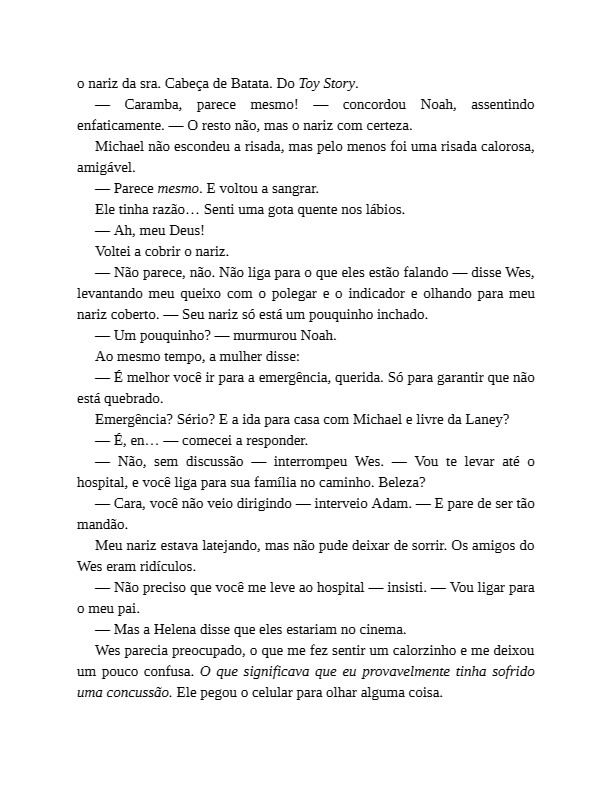 o nariz da sra. Cabeça de Batata. Do Toy Story.
— Caramba, parece mesmo! — concordou Noah, assentindo
enfaticamente. — O resto não, mas o nariz com certeza.
Michael não escondeu a risada, mas pelo menos foi uma risada calorosa,
amigável.
— Parece mesmo. E voltou a sangrar.
Ele tinha razão… Senti uma gota quente nos lábios.
— Ah, meu Deus!
Voltei a cobrir o nariz.
— Não parece, não. Não liga para o que eles estão falando — disse Wes,
levantando meu queixo com o polegar e o indicador e olhando para meu
nariz coberto. — Seu nariz só está um pouquinho inchado.
— Um pouquinho? — murmurou Noah.
Ao mesmo tempo, a mulher disse:
— É melhor você ir para a emergência, querida. Só para garantir que não
está quebrado.
Emergência? Sério? E a ida para casa com Michael e livre da Laney?
— É, en… — comecei a responder.
— Não, sem discussão — interrompeu Wes. — Vou te levar até o
hospital, e você liga para sua família no caminho. Beleza?
— Cara, você não veio dirigindo — interveio Adam. — E pare de ser tão
mandão.
Meu nariz estava latejando, mas não pude deixar de sorrir. Os amigos do
Wes eram ridículos.
— Não preciso que você me leve ao hospital — insisti. — Vou ligar para
o meu pai.
— Mas a Helena disse que eles estariam no cinema.
Wes parecia preocupado, o que me fez sentir um calorzinho e me deixou
um pouco confusa. O que significava que eu provavelmente tinha sofrido
uma concussão. Ele pegou o celular para olhar alguma coisa.